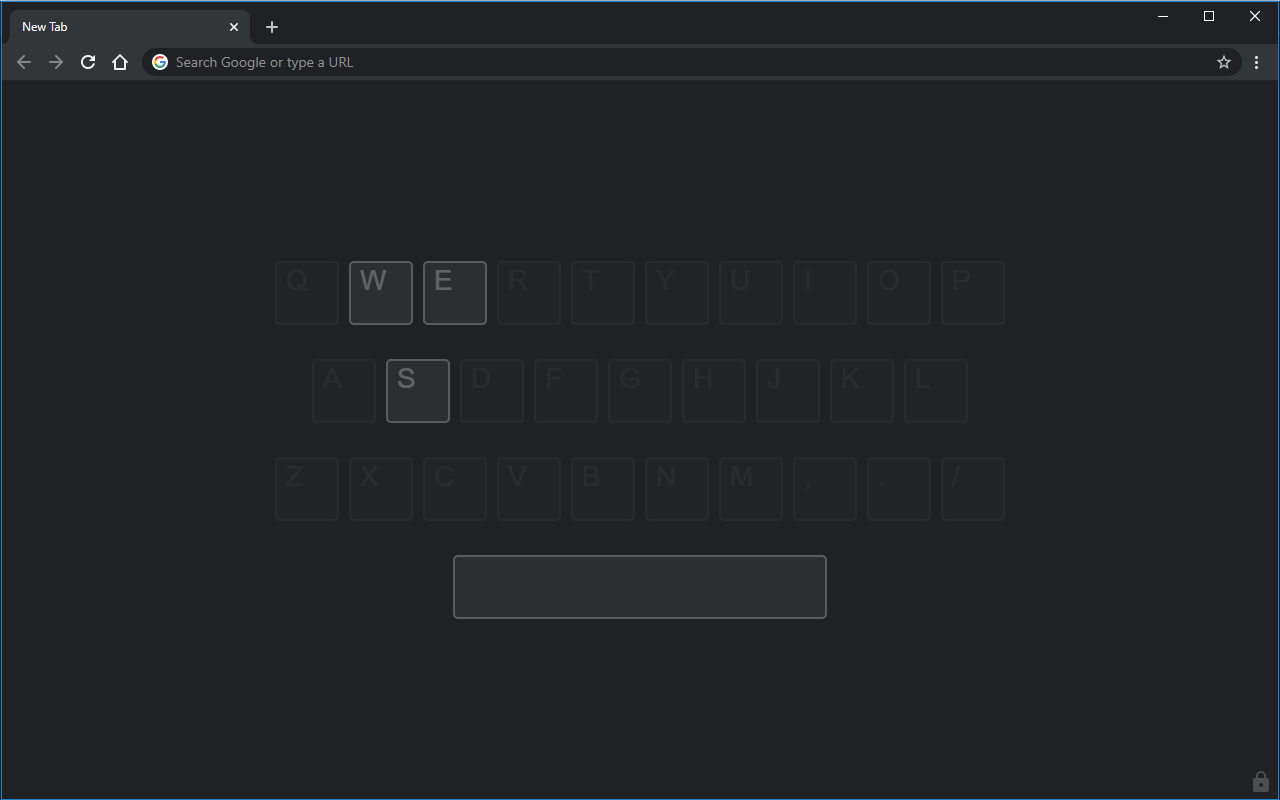 New Tab
Search Google or type a URL
Q W E R T Y U I O P
A S D F G H J K L
Z X C V B N M , . /